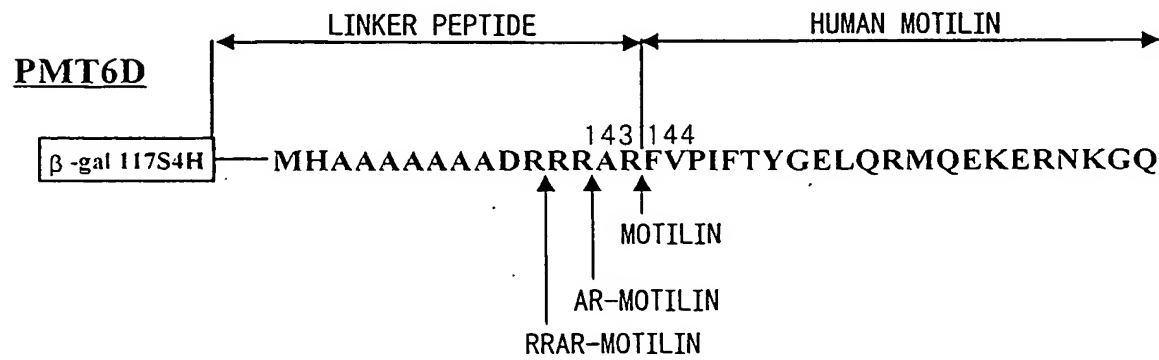 LINKER PEPTIDE
HUMAN MOTILIN
PMT6D
143 144
β-gal 117S4H
MHAAAAAAADRRRARFVPIFTYGELQRMQEKERNKGQ
MOTILIN
AR-MOTILIN
RRAR-MOTILIN